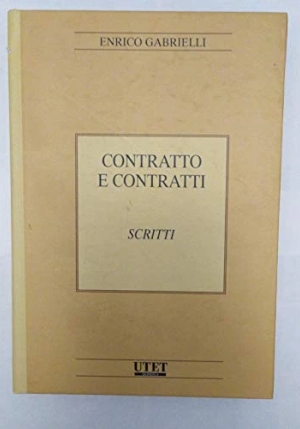 ENRICO GABRIELLI
CONTRATTO
E CONTRATTI
SCRITTI
UTET